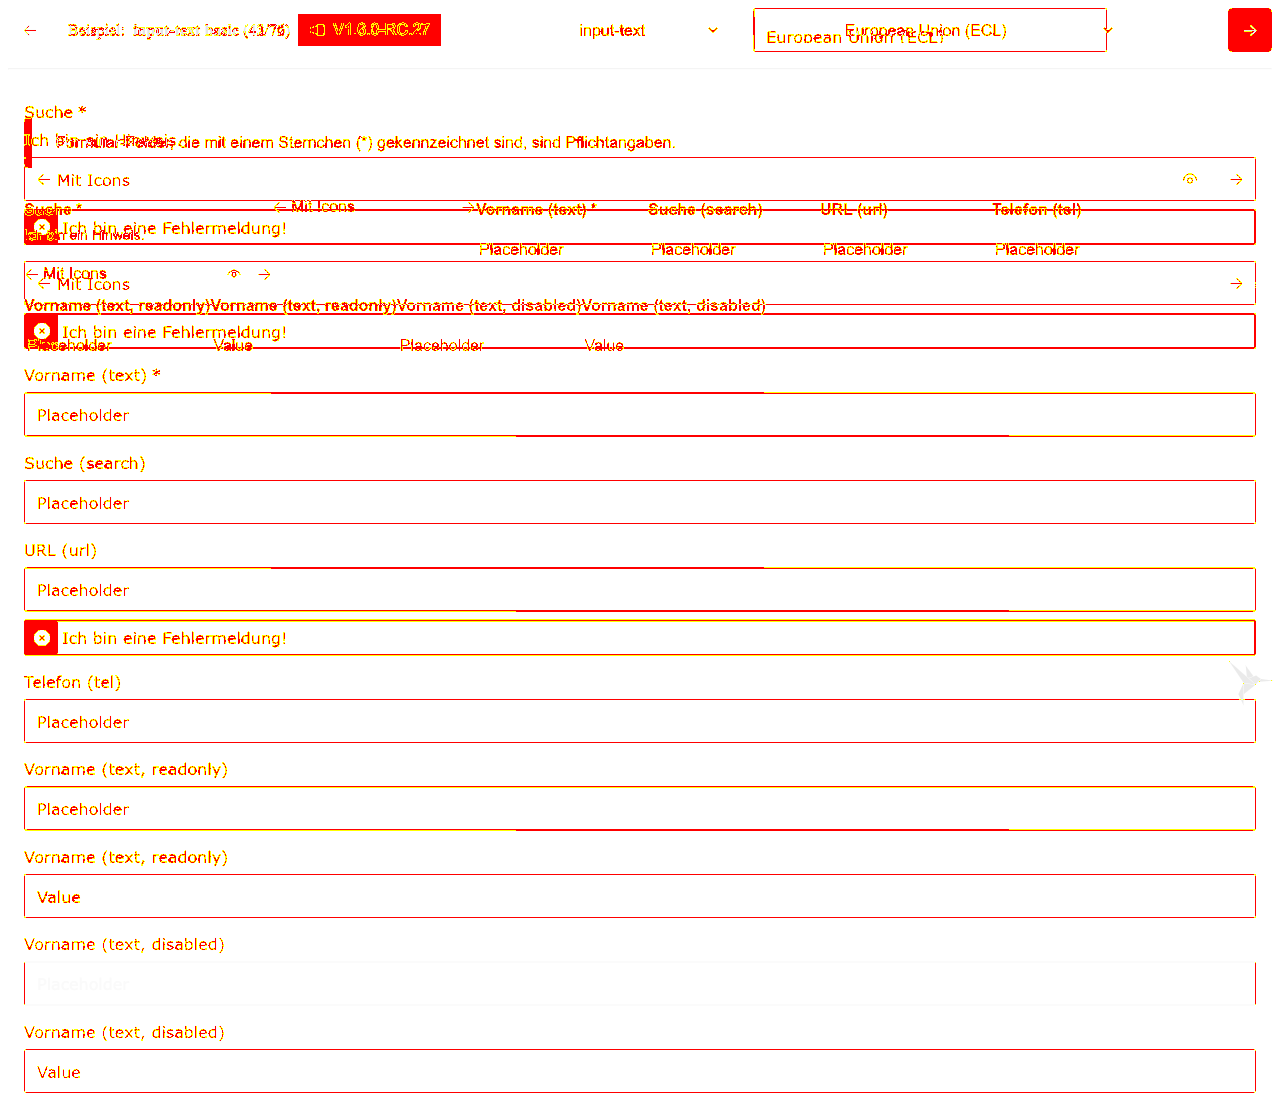 Beispiel: input-text basic (43/76) V1.6.0-RC.27 input-text European Union (ECL)
European Union (ECL)
Suche *
Ich bin ein Hinweis.
die mit einem Sternchen (*) gekennzeichnet sind, sind Pflichtangaben.
Mit Icons
Suche * Mit Icons Vorname (text) * Suche (search) URL (url) Telefon (tel)
Ich bin eine Fehlermeldung!
Ich bin ein Hinweis.
Placeholder Placeholder Placeholder Placeholder
Mit Icons
Mit Icons
Vorname (text, readonly) Vorname (text, readonly) Vorname (text, disabled) Vorname (text, disabled)
Ich bin eine Fehlermeldung!
Placeholder Value Placeholder Value
Vorname (text) *
Placeholder
Suche (search)
Placeholder
URL (url)
Placeholder
Ich bin eine Fehlermeldung!
Telefon (tel)
Placeholder
Vorname (text, readonly)
Placeholder
Vorname (text, readonly)
Value
Vorname (text, disabled)
Placeholder
Vorname (text, disabled)
Value